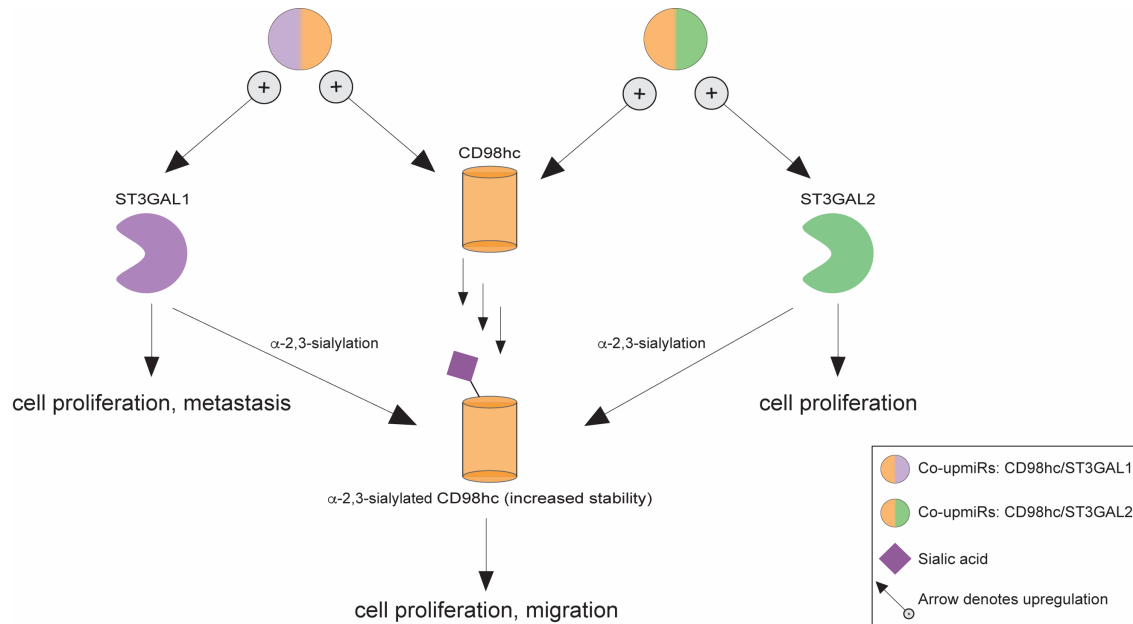 +
+
+
+
CD98hc
ST3GAL1
ST3GAL2
α-2,3-sialylation
α-2,3-sialylation
cell proliferation, metastasis
cell proliferation
α-2,3-sialylated CD98hc (increased stability)
cell proliferation, migration
Co-upmiRs: CD98hc/ST3GAL1
Co-upmiRs: CD98hc/ST3GAL2
Sialic acid
Arrow denotes upregulation
+